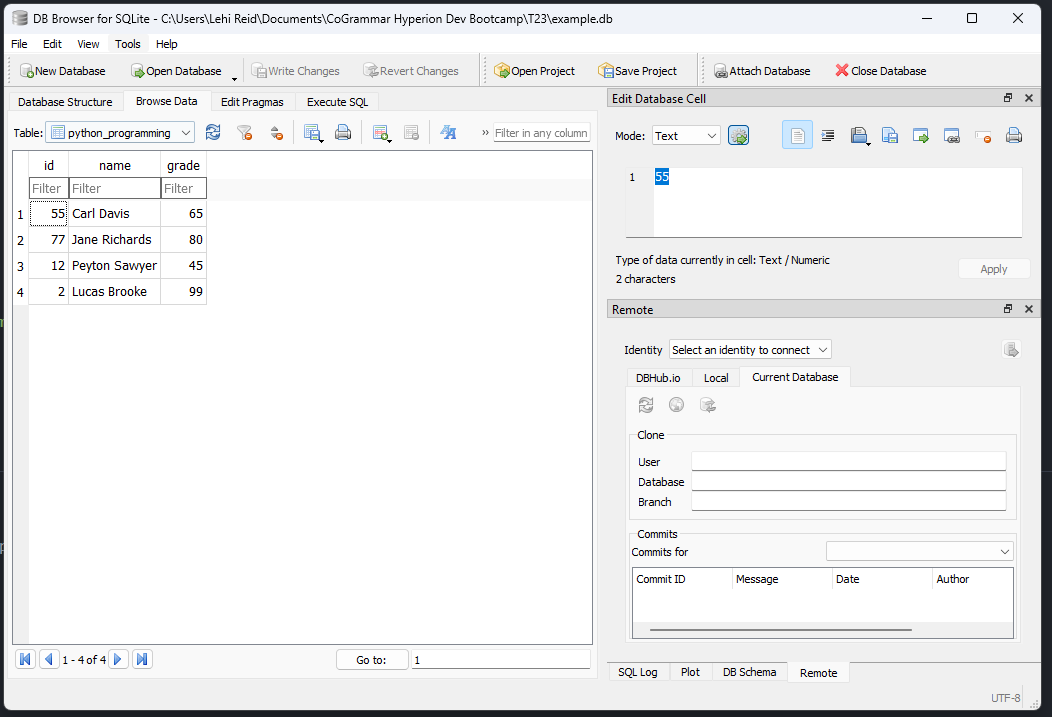 DB Browser for SQLite - C:\Users\Lehi Reid\Documents\CoGrammar Hyperion Dev Bootcamp\T23\example.db
File Edit View Tools Help
New Database Open Database Write Changes Revert Changes Open Project Save Project Attach Database Close Database
Database Structure Browse Data Edit Pragmas Execute SQL
Table: python_programming » Filter in any column
id name grade
Filter Filter Filter
1 55 Carl Davis 65
2 77 Jane Richards 80
3 12 Peyton Sawyer 45
4 2 Lucas Brooke 99
1 - 4 of 4 Go to: 1
Edit Database Cell
Mode: Text
1 55
Type of data currently in cell: Text / Numeric
2 characters
Apply
Remote
Identity Select an identity to connect
DBHub.io Local Current Database
Clone
User
Database
Branch
Commits
Commits for
Commit ID Message Date Author
SQL Log Plot DB Schema Remote
UTF-8